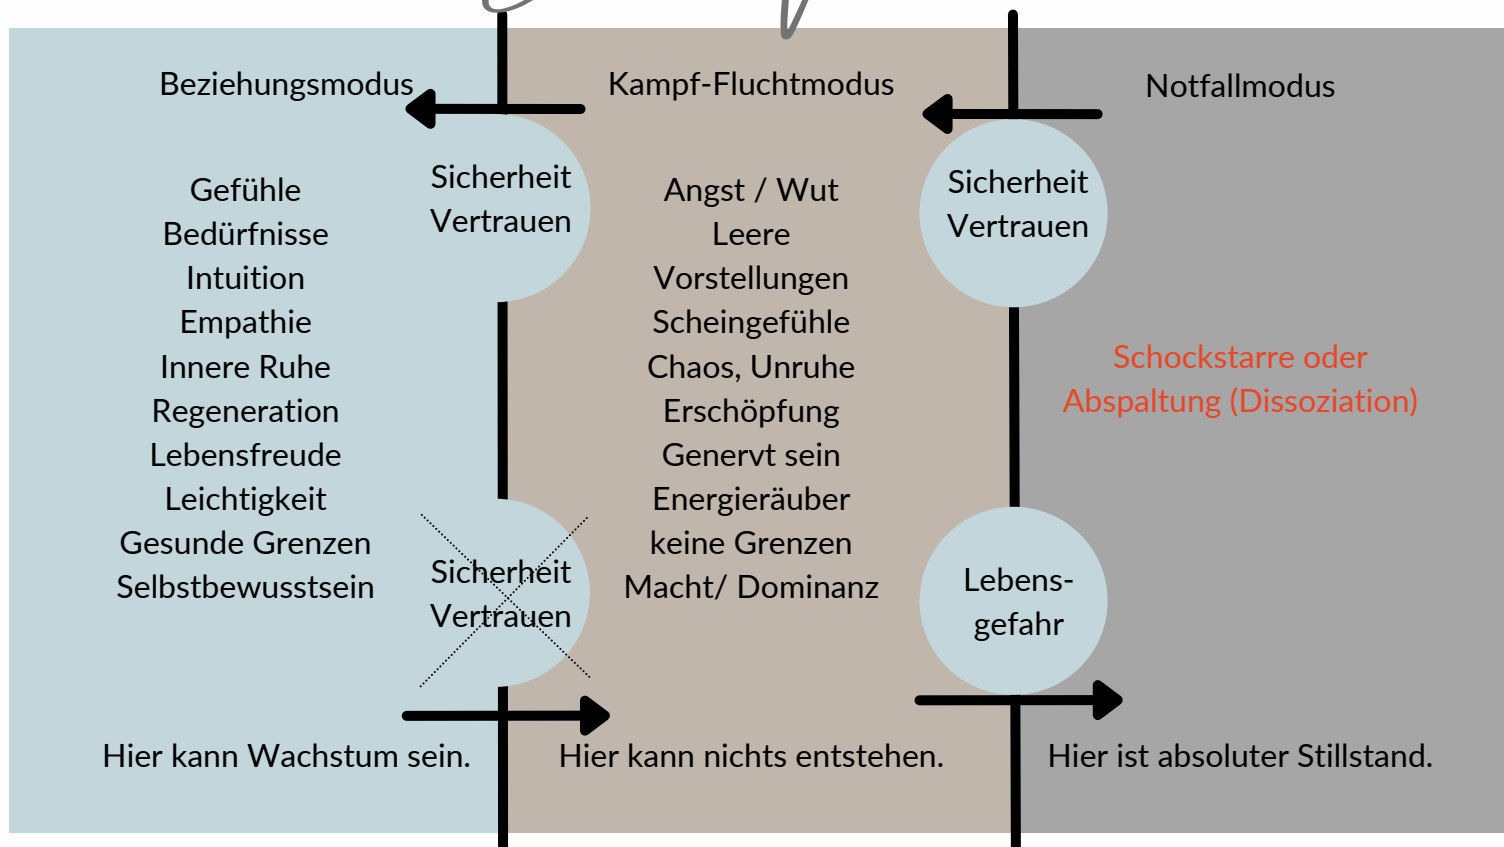 Beziehungsmodus
Gefühle
Bedürfnisse
Intuition
Empathie
Innere Ruhe
Regeneration
Lebensfreude
Leichtigkeit
Gesunde Grenzen
Selbstbewusstsein
Hier kann Wachstum sein.
Sicherheit
Vertrauen
Sicherheit
Vertrauen
Kampf-Fluchtmodus
Angst / Wut
Leere
Vorstellungen
Scheingefühle
Chaos, Unruhe
Erschöpfung
Genervt sein
Energieräuber
keine Grenzen
Macht/ Dominanz
Hier kann nichts entstehen.
Sicherheit
Vertrauen
Lebens-
gefahr
Notfallmodus
Schockstarre oder
Abspaltung (Dissoziation)
Hier ist absoluter Stillstand.